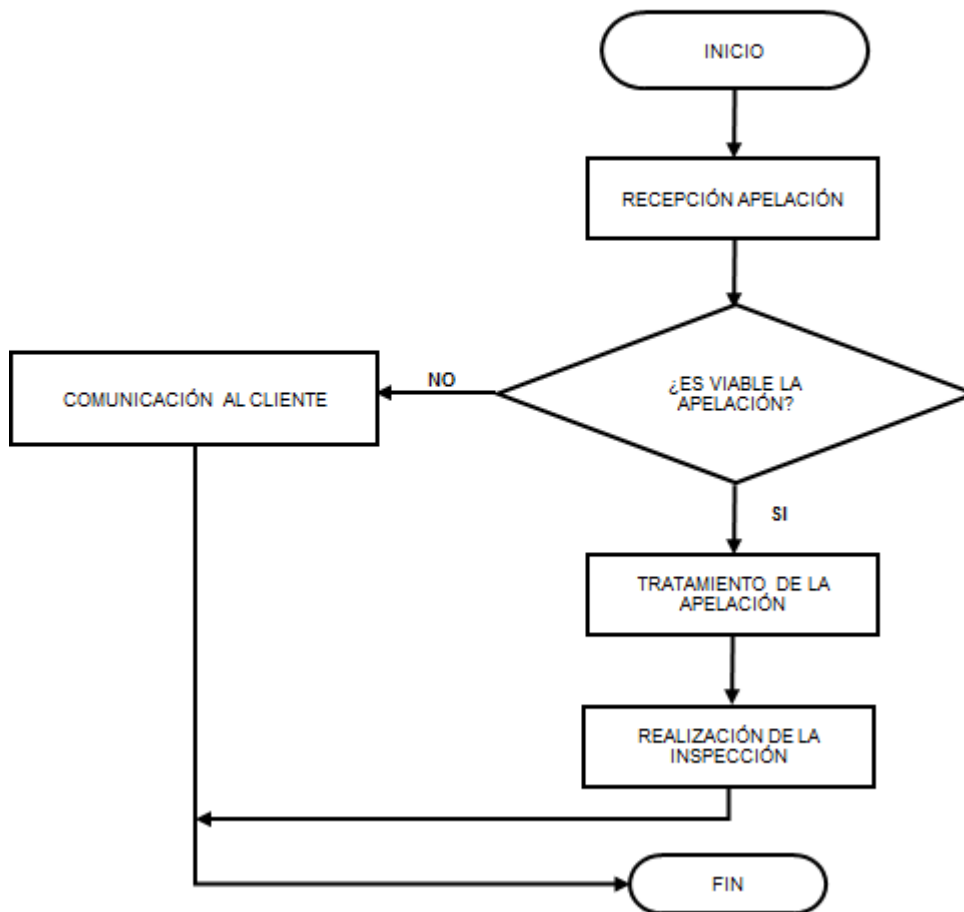 INICIO
RECEPCIÓN APELACIÓN
¿ES VIABLE LA
APELACIÓN?
NO
COMUNICACIÓN AL CLIENTE
SI
TRATAMIENTO DE LA
APELACIÓN
REALIZACIÓN DE LA
INSPECCIÓN
FIN